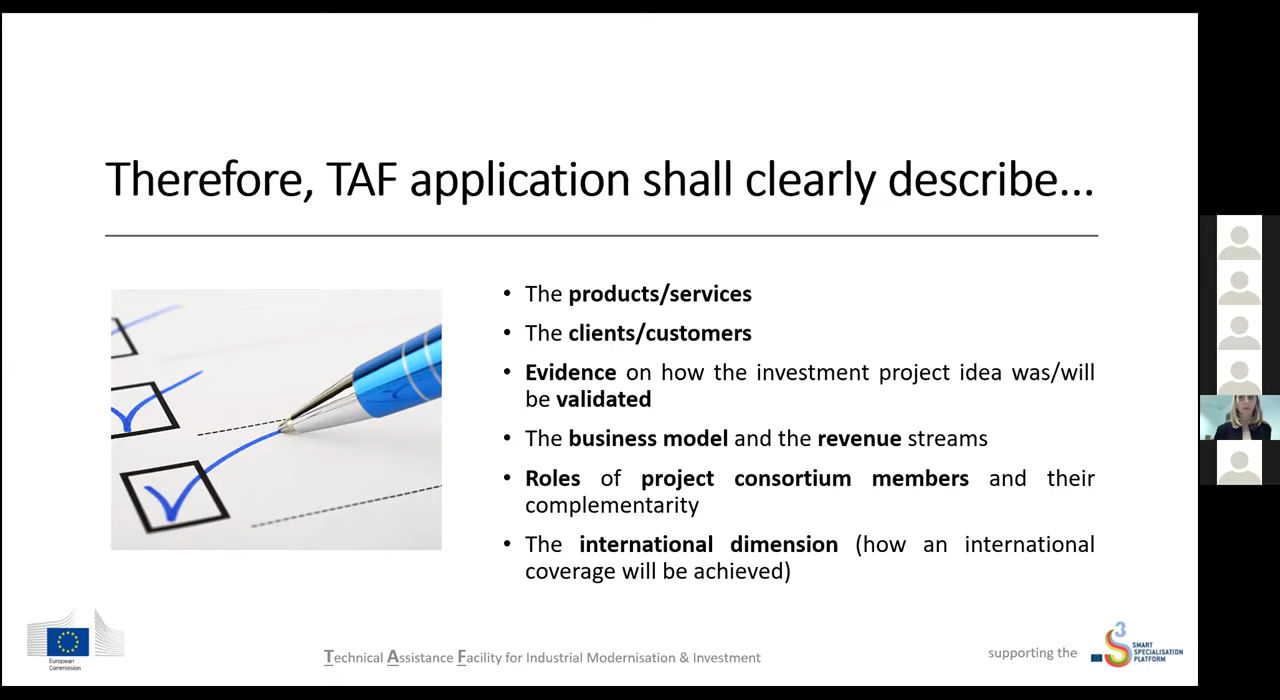 Therefore, TAF application shall clearly describe...
• The products/services
• The clients/customers
• Evidence on how the investment project idea was/will
be validated
• The business model and the revenue streams
• Roles of project consortium members and their
complementarity
• The international dimension (how an international
coverage will be achieved)
European
Commission
Technical Assistance Facility for Industrial Modernisation & Investment
supporting the
S3
SMART
SPECIALISATION
PLATFORM